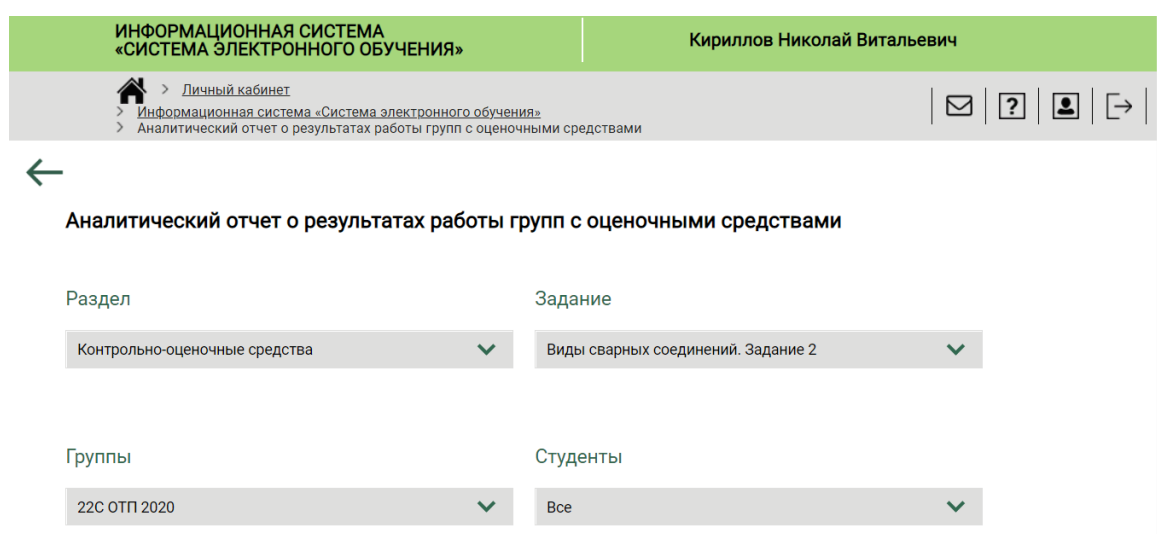 ИНФОРМАЦИОННАЯ СИСТЕМА
«СИСТЕМА ЭЛЕКТРОННОГО ОБУЧЕНИЯ»
Кириллов Николай Витальевич
> Личный кабинет
> Информационная система «Система электронного обучения»
> Аналитический отчет о результатах работы групп с оценочными средствами
Аналитический отчет о результатах работы групп с оценочными средствами
Раздел
Задание
Контрольно-оценочные средства
Виды сварных соединений. Задание 2
Группы
Студенты
22С ОТП 2020
Все